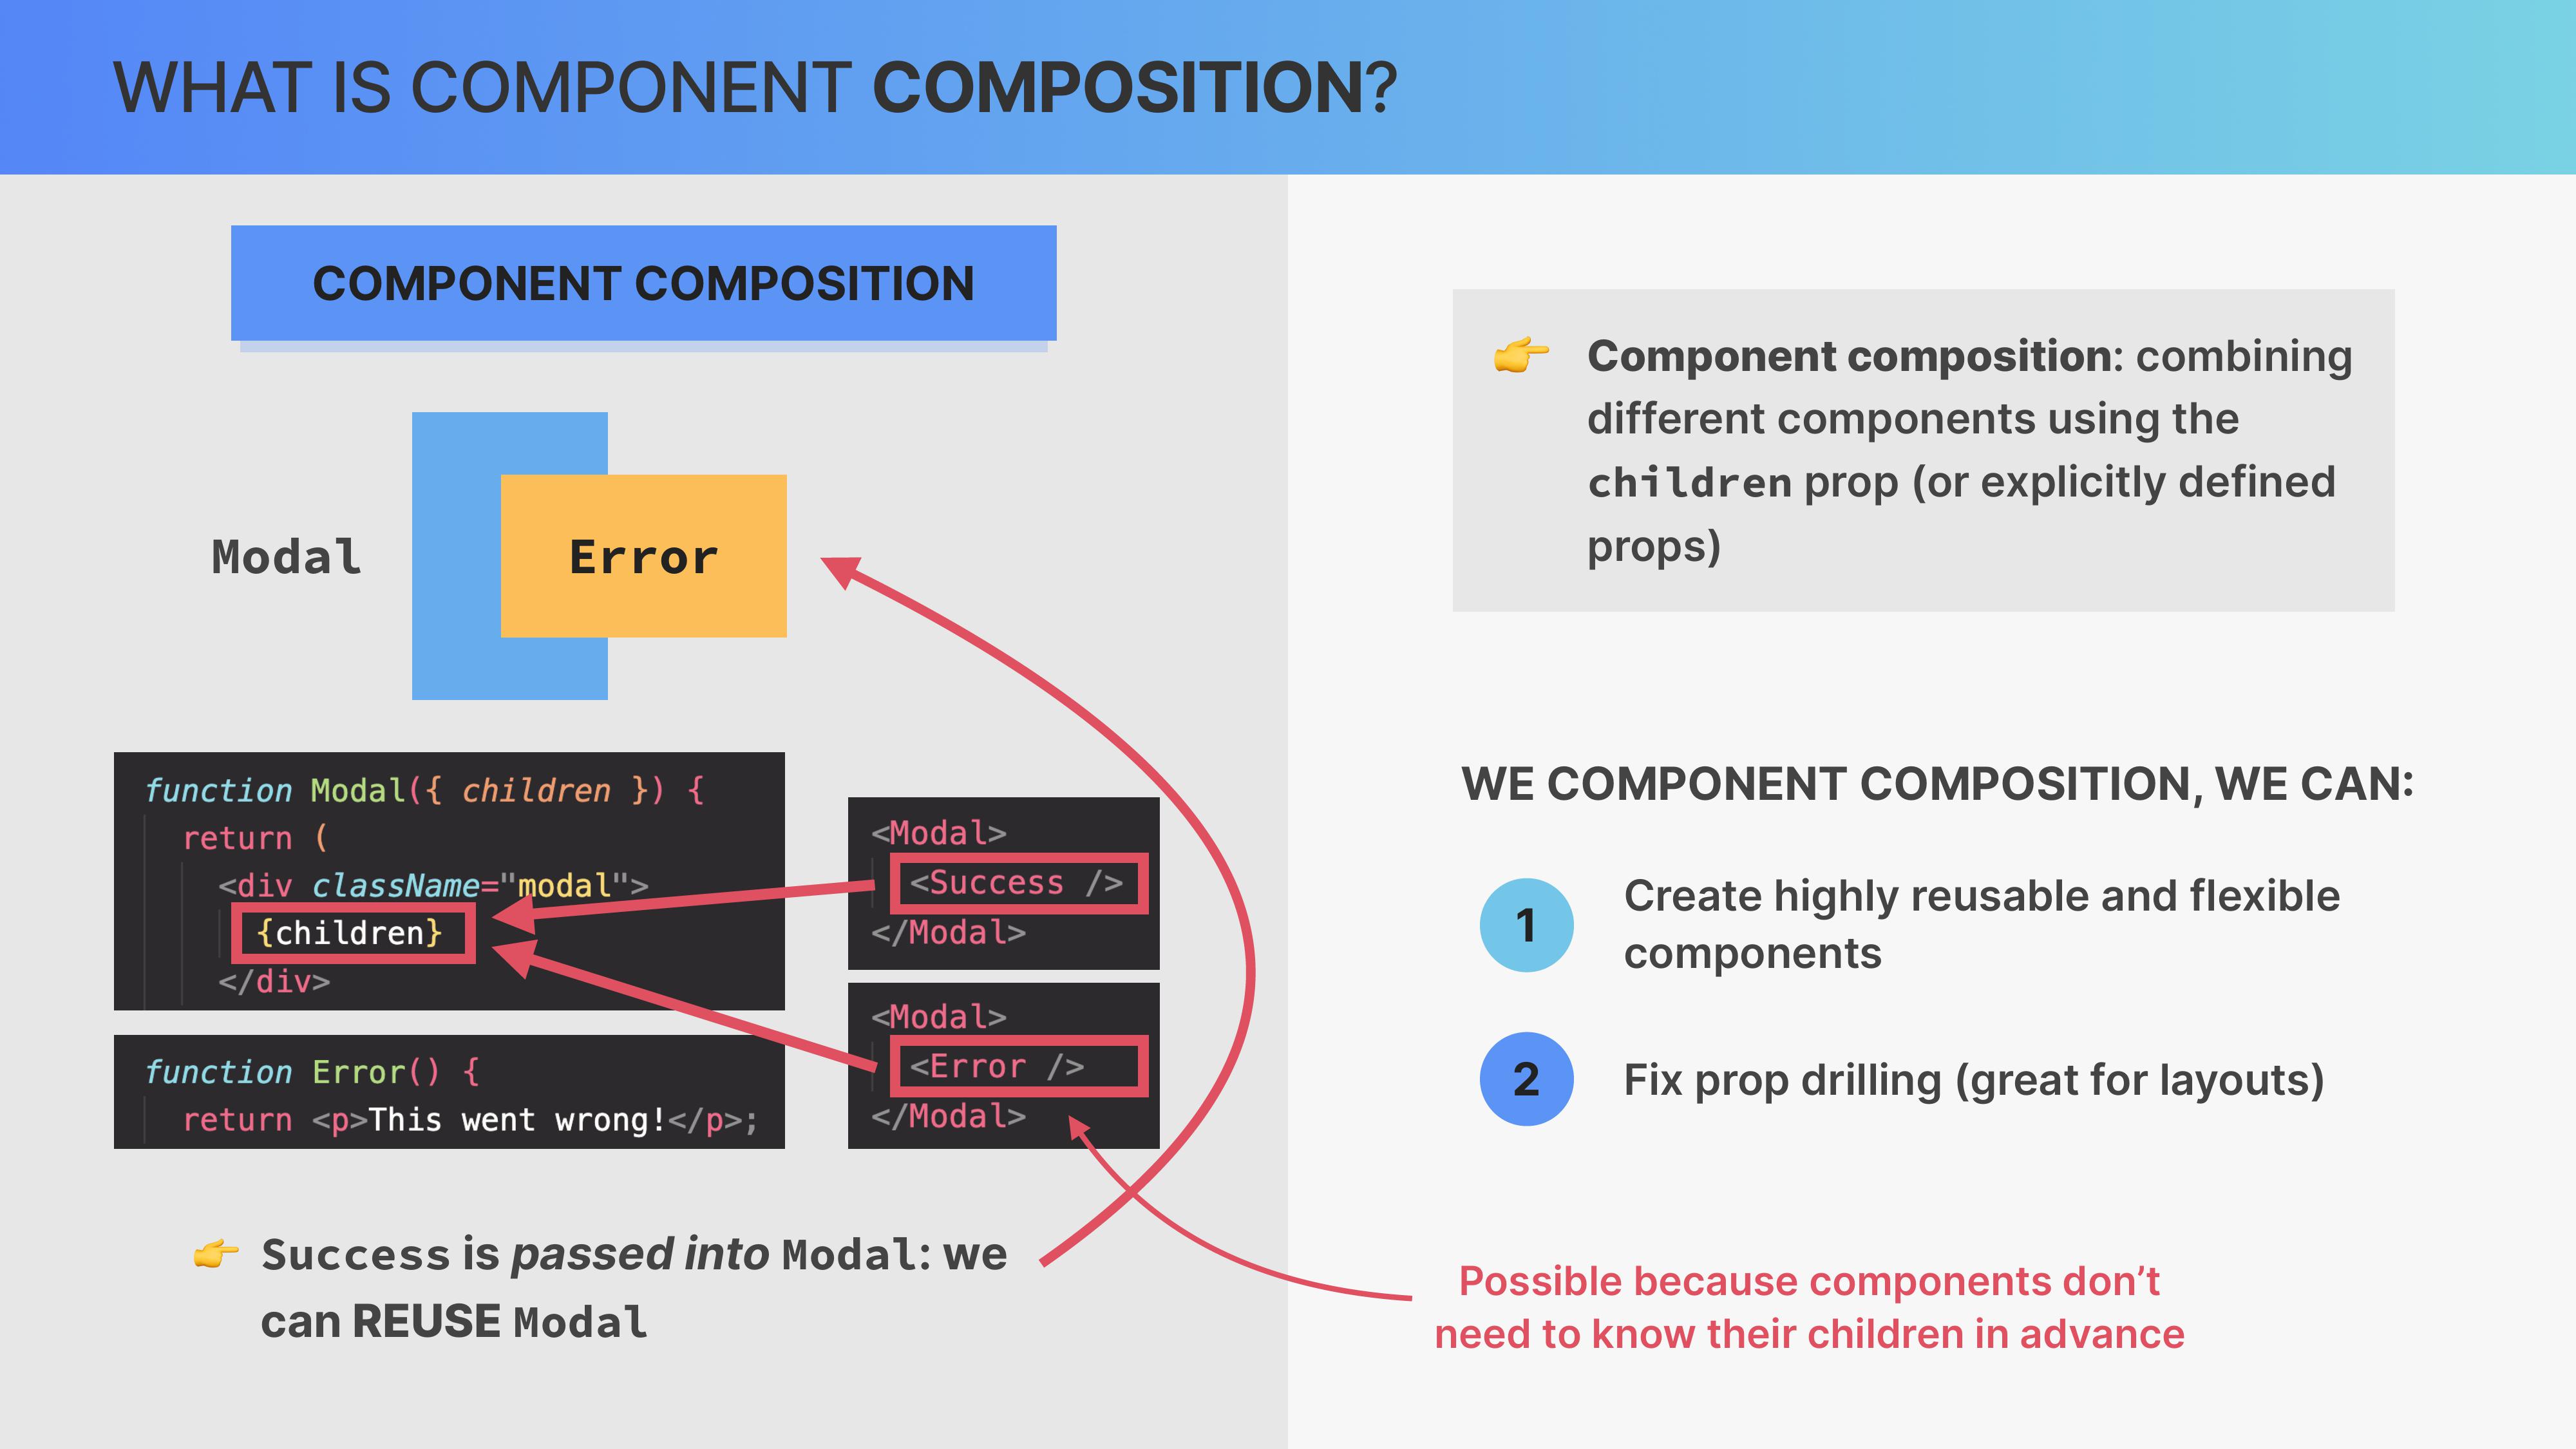 WHAT IS COMPONENT COMPOSITION?
COMPONENT COMPOSITION
Modal
Error
function Modal({ children }) {
return (
<div className="modal">
{children}
</div>
function Error() {
return <p>This went wrong!</p>;
<Modal>
<Success />
</Modal>
<Modal>
<Error />
</Modal>
👉 Success is passed into Modal: we
can REUSE Modal
👉 Component composition: combining
different components using the
children prop (or explicitly defined
props)
WE COMPONENT COMPOSITION, WE CAN:
1 Create highly reusable and flexible
components
2 Fix prop drilling (great for layouts)
Possible because components don’t
need to know their children in advance